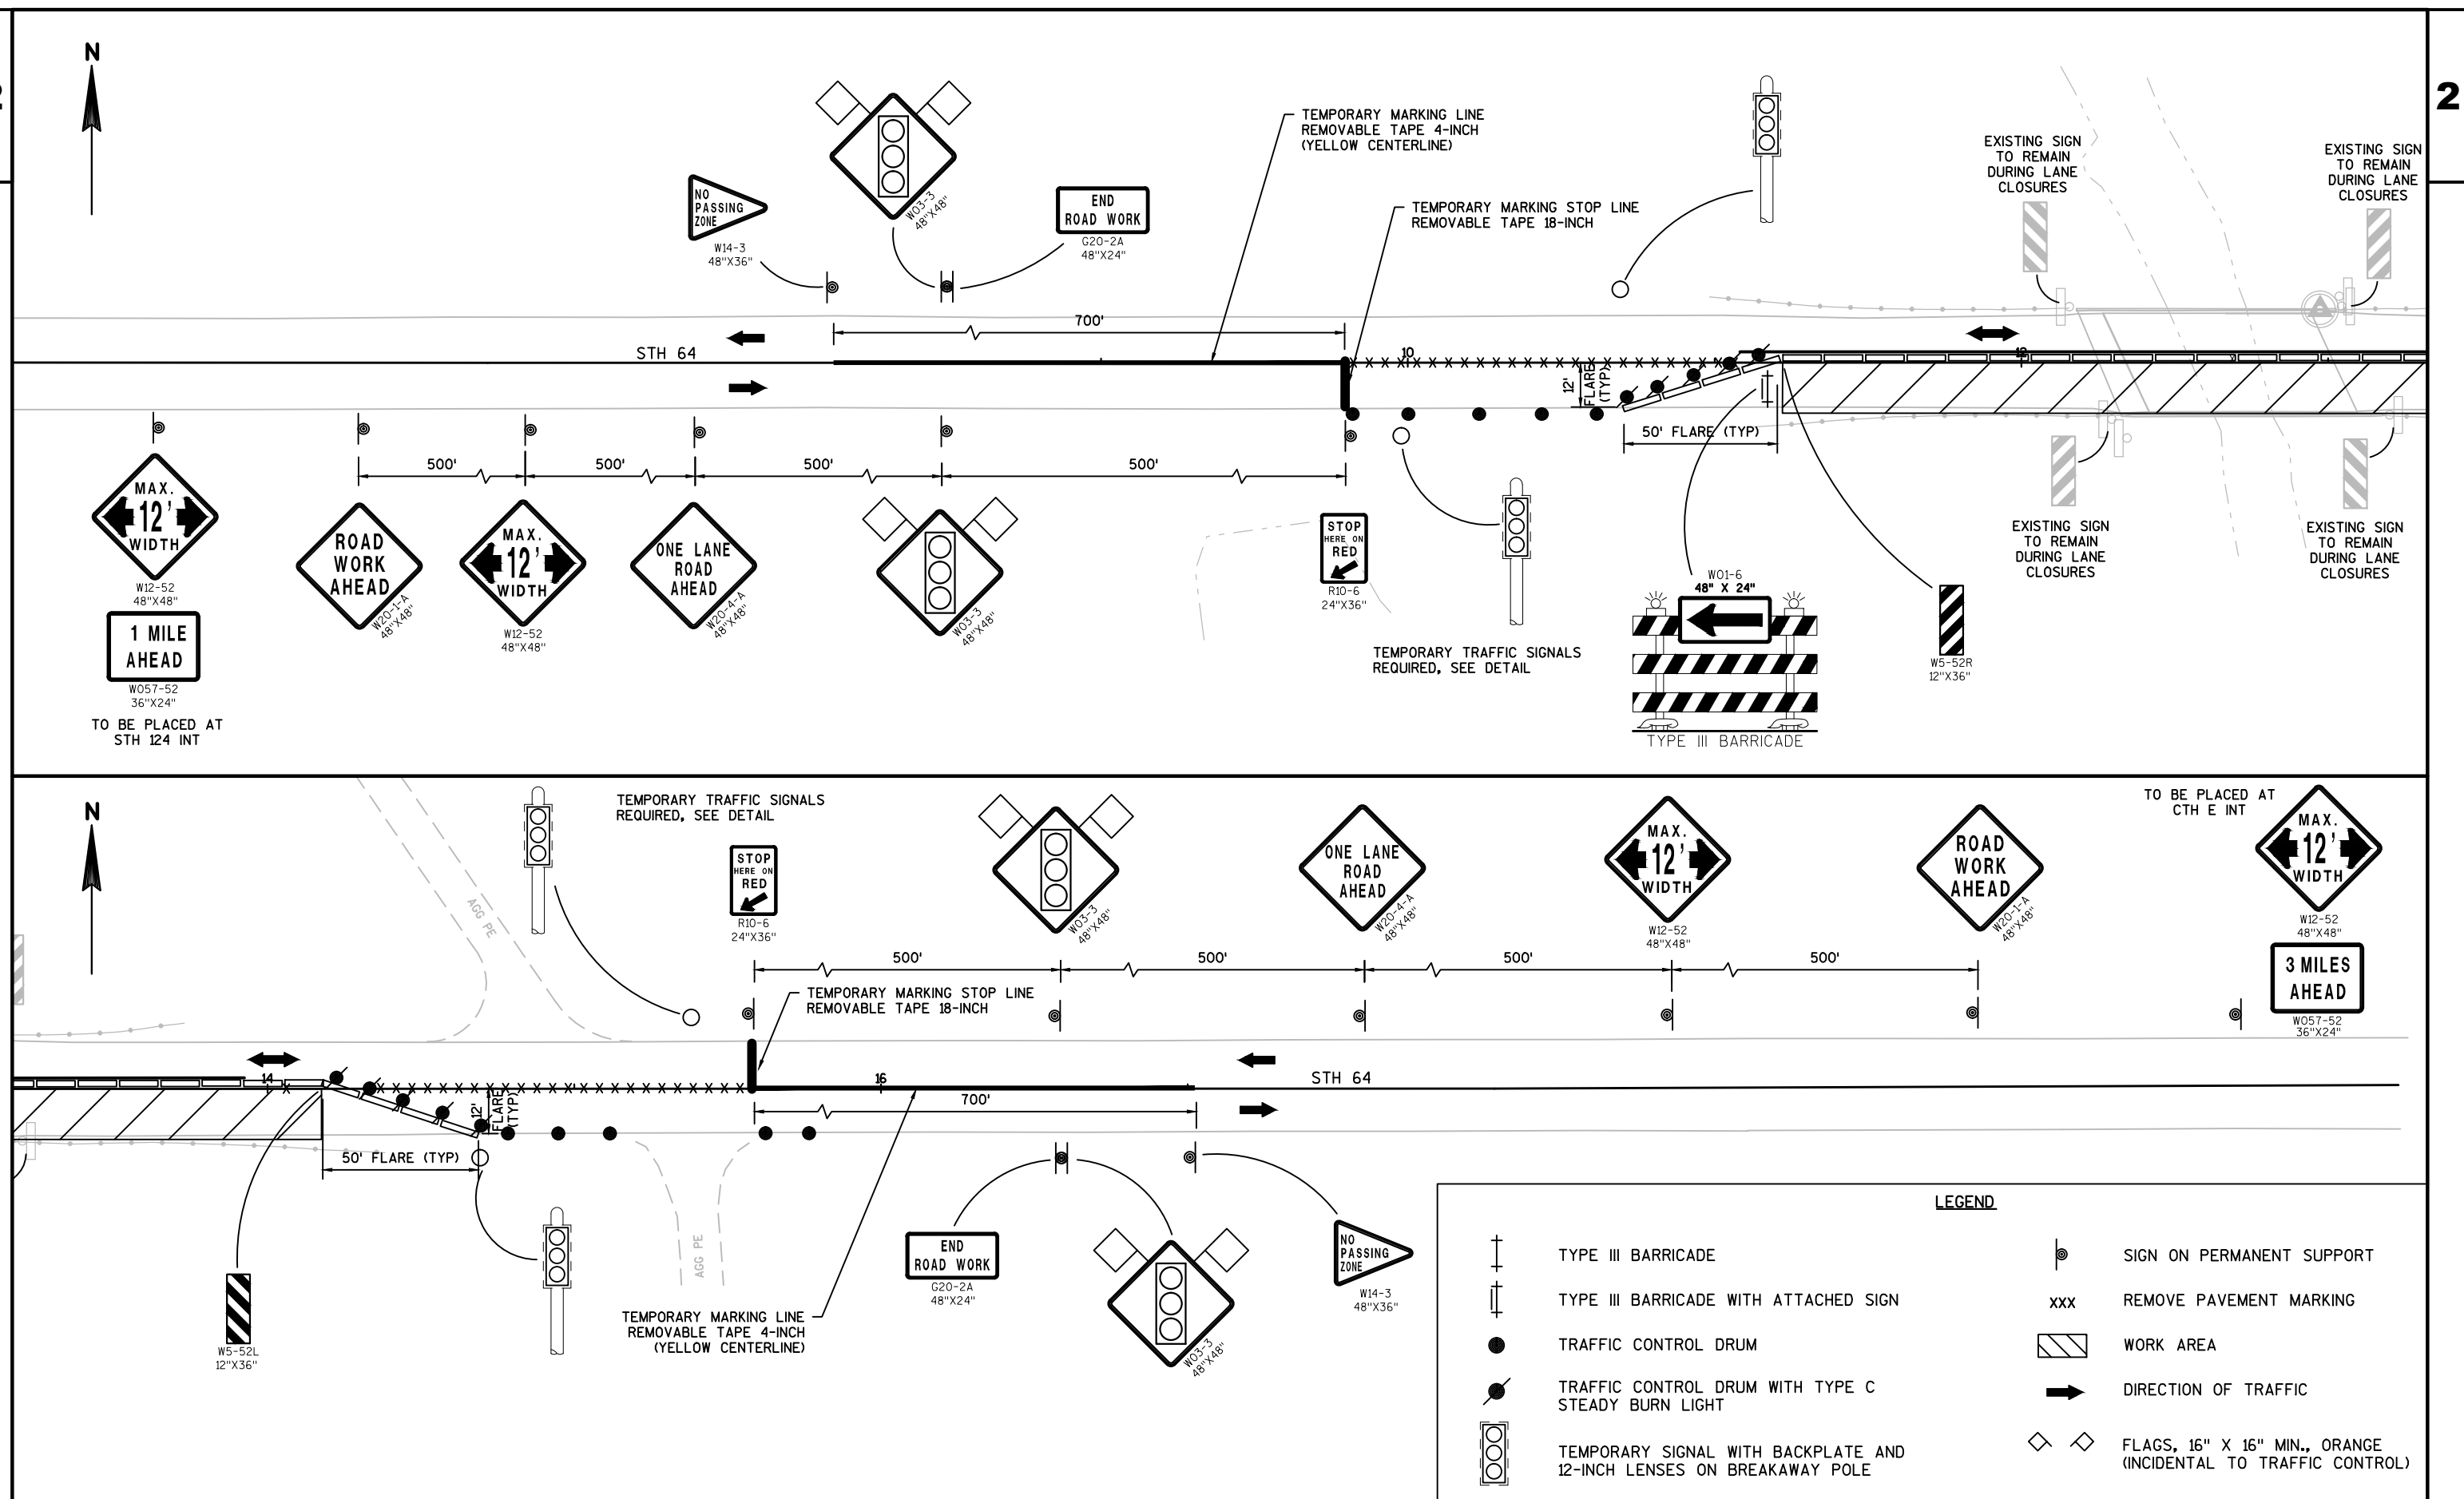 2
N
NO
PASSING
ZONE
W14-3
48"X36"
WO3-3
48"X48"
END
ROAD WORK
G20-2A
48"X24"
TEMPORARY MARKING LINE
REMOVABLE TAPE 4-INCH
(YELLOW CENTERLINE)
TEMPORARY MARKING STOP LINE
REMOVABLE TAPE 18-INCH
EXISTING SIGN
TO REMAIN
DURING LANE
CLOSURES
EXISTING SIGN
TO REMAIN
DURING LANE
CLOSURES
700'
STH 64
10
12'
FLARE
(TYP)
50' FLARE (TYP)
500'
500'
500'
500'
MAX.
12'
WIDTH
W12-52
48"X48"
1 MILE
AHEAD
WO57-52
36"X24"
TO BE PLACED AT
STH 124 INT
ROAD
WORK
AHEAD
W20-1-A
48"X48"
MAX.
12'
WIDTH
W12-52
48"X48"
ONE LANE
ROAD
AHEAD
W20-4-A
48"X48"
WO3-3
48"X48"
STOP
HERE ON
RED
R10-6
24"X36"
TEMPORARY TRAFFIC SIGNALS
REQUIRED, SEE DETAIL
WO1-6
48" X 24"
TYPE III BARRICADE
W5-52R
12"X36"
EXISTING SIGN
TO REMAIN
DURING LANE
CLOSURES
EXISTING SIGN
TO REMAIN
DURING LANE
CLOSURES
N
TEMPORARY TRAFFIC SIGNALS
REQUIRED, SEE DETAIL
AGG PE
STOP
HERE ON
RED
R10-6
24"X36"
WO3-3
48"X48"
ONE LANE
ROAD
AHEAD
W20-4-A
48"X48"
MAX.
12'
WIDTH
W12-52
48"X48"
ROAD
WORK
AHEAD
W20-1-A
48"X48"
TO BE PLACED AT
CTH E INT
MAX.
12'
WIDTH
W12-52
48"X48"
3 MILES
AHEAD
WO57-52
36"X24"
500'
500'
500'
500'
TEMPORARY MARKING STOP LINE
REMOVABLE TAPE 18-INCH
14
16
STH 64
700'
12'
FLARE
(TYP)
50' FLARE (TYP)
W5-52L
12"X36"
AGG PE
TEMPORARY MARKING LINE
REMOVABLE TAPE 4-INCH
(YELLOW CENTERLINE)
END
ROAD WORK
G20-2A
48"X24"
WO3-3
48"X48"
NO
PASSING
ZONE
W14-3
48"X36"
LEGEND
TYPE III BARRICADE
TYPE III BARRICADE WITH ATTACHED SIGN
TRAFFIC CONTROL DRUM
TRAFFIC CONTROL DRUM WITH TYPE C
STEADY BURN LIGHT
TEMPORARY SIGNAL WITH BACKPLATE AND
12-INCH LENSES ON BREAKAWAY POLE
SIGN ON PERMANENT SUPPORT
XXX
REMOVE PAVEMENT MARKING
WORK AREA
DIRECTION OF TRAFFIC
FLAGS, 16" X 16" MIN., ORANGE
(INCIDENTAL TO TRAFFIC CONTROL)